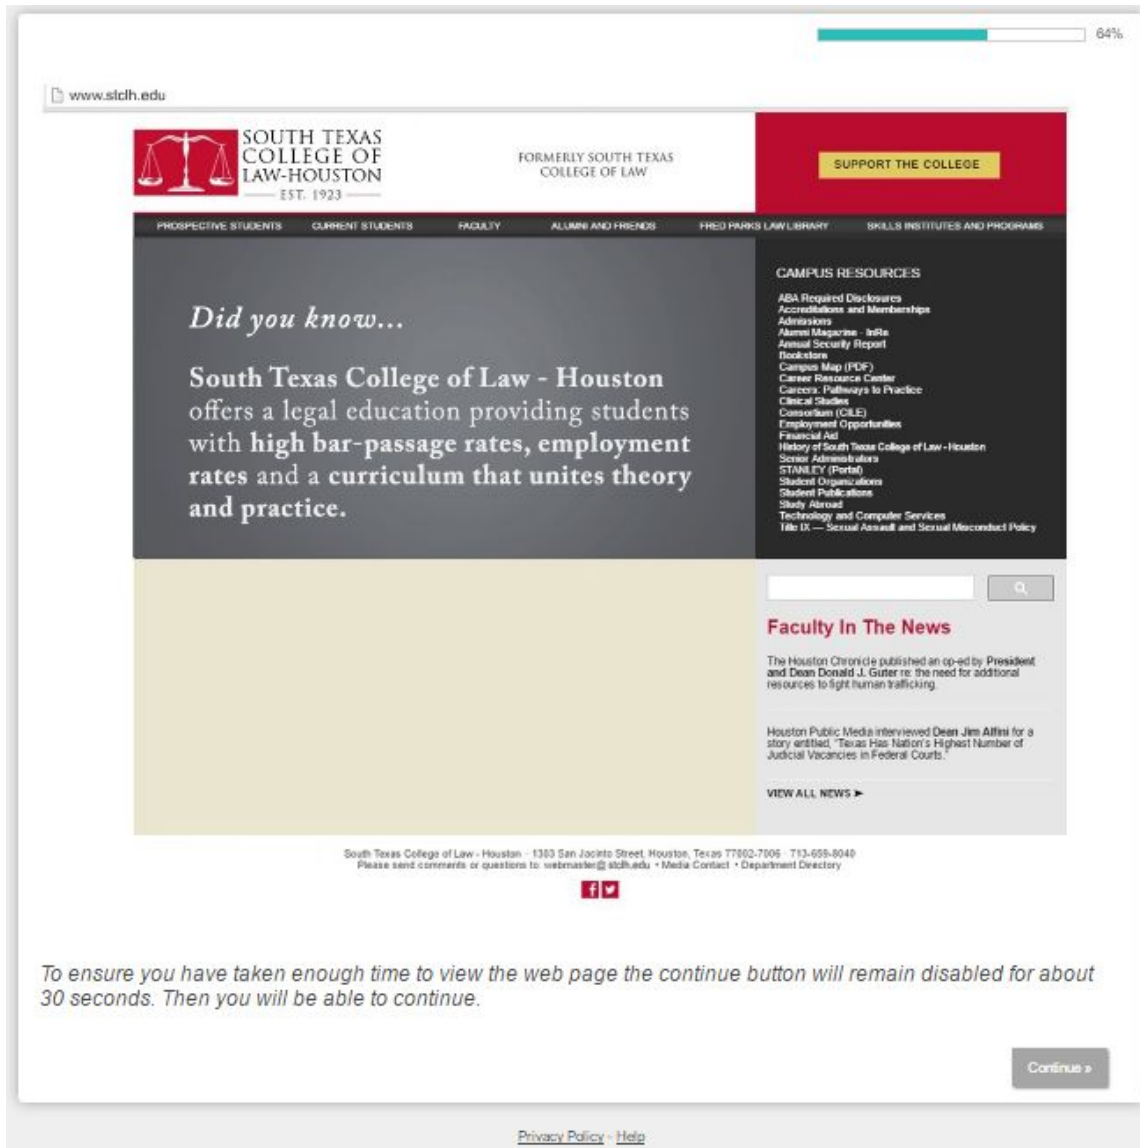 64%
www.stclh.edu
SOUTH TEXAS
COLLEGE OF
LAW-HOUSTON
EST. 1923
FORMERLY SOUTH TEXAS
COLLEGE OF LAW
SUPPORT THE COLLEGE
PROSPECTIVE STUDENTS CURRENT STUDENTS FACULTY ALUMNI AND FRIENDS FRED PARKS LAW LIBRARY SKILLS INSTITUTES AND PROGRAMS
Did you know...
South Texas College of Law - Houston
offers a legal education providing students
with high bar-passage rates, employment
rates and a curriculum that unites theory
and practice.
CAMPUS RESOURCES
ABA Required Disclosures
Accreditations and Memberships
Admissions
Alumni Magazine - InRe
Annual Security Report
Bookstore
Campus Map (PDF)
Career Resource Center
Careers: Pathways to Practice
Clinical Studies
Consortium (CILE)
Employment Opportunities
Financial Aid
History of South Texas College of Law - Houston
Senior Administrators
STANLEY (Portal)
Student Organizations
Student Publications
Study Abroad
Technology and Computer Services
Title IX — Sexual Assault and Sexual Misconduct Policy
Faculty In The News
The Houston Chronicle published an op-ed by President
and Dean Donald J. Guter re: the need for additional
resources to fight human trafficking.
Houston Public Media interviewed Dean Jim Alfini for a
story entitled, "Texas Has Nation's Highest Number of
Judicial Vacancies in Federal Courts."
VIEW ALL NEWS ►
South Texas College of Law - Houston · 1303 San Jacinto Street, Houston, Texas 77002-7006 · 713-659-8040
Please send comments or questions to: webmaster@stclh.edu • Media Contact • Department Directory
To ensure you have taken enough time to view the web page the continue button will remain disabled for about
30 seconds. Then you will be able to continue.
Continue »
Privacy Policy - Help